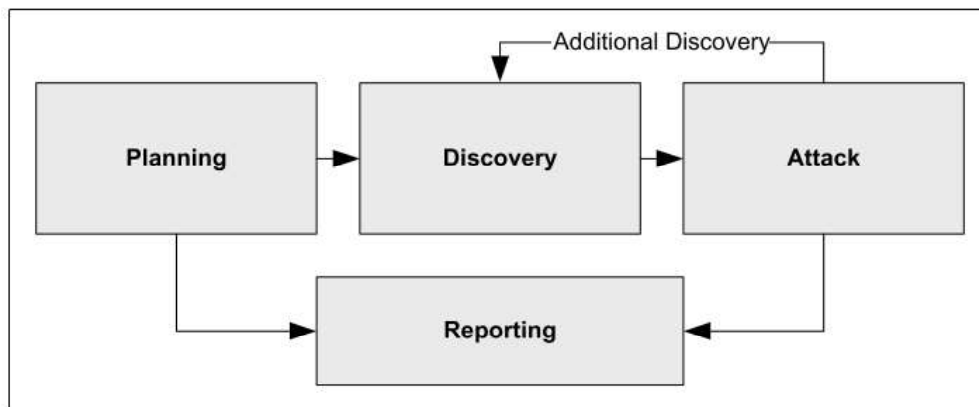 Additional Discovery
Planning
Discovery
Attack
Reporting